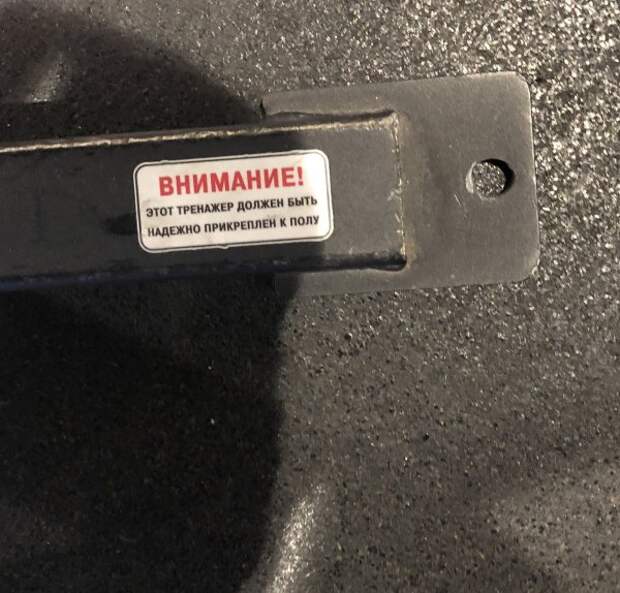 ВНИМАНИЕ!
ЭТОТ ТРЕНАЖЕР ДОЛЖЕН БЫТЬ
НАДЕЖНО ПРИКРЕПЛЕН К ПОЛУ